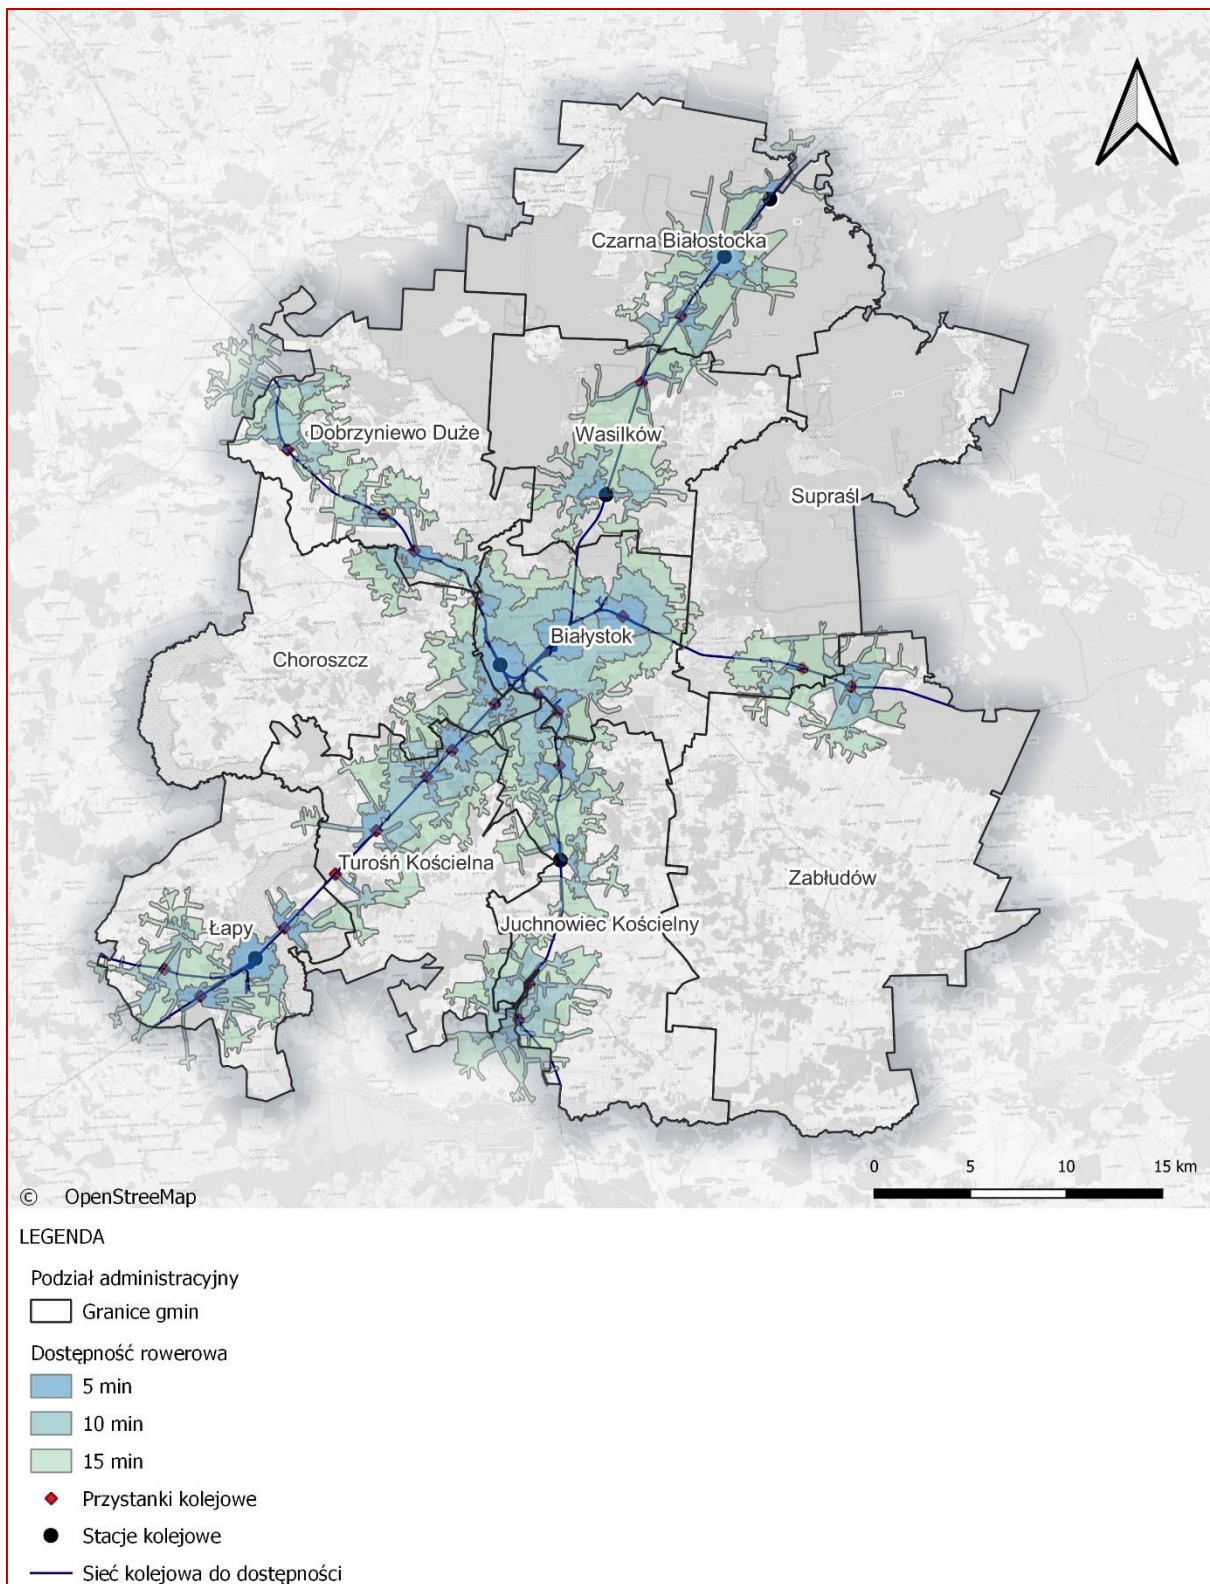 Czarna Białostocka
Dobrzyniewo Duże
Wasilków
Supraśl
Białystok
Choroszcz
Turośń Kościelna
Zabłudów
Łapy
Juchnowiec Kościelny
0 5 10 15 km
© OpenStreeMap
LEGENDA
Podział administracyjny
Granice gmin
Dostępność rowerowa
5 min
10 min
15 min
Przystanki kolejowe
Stacje kolejowe
Sieć kolejowa do dostępności